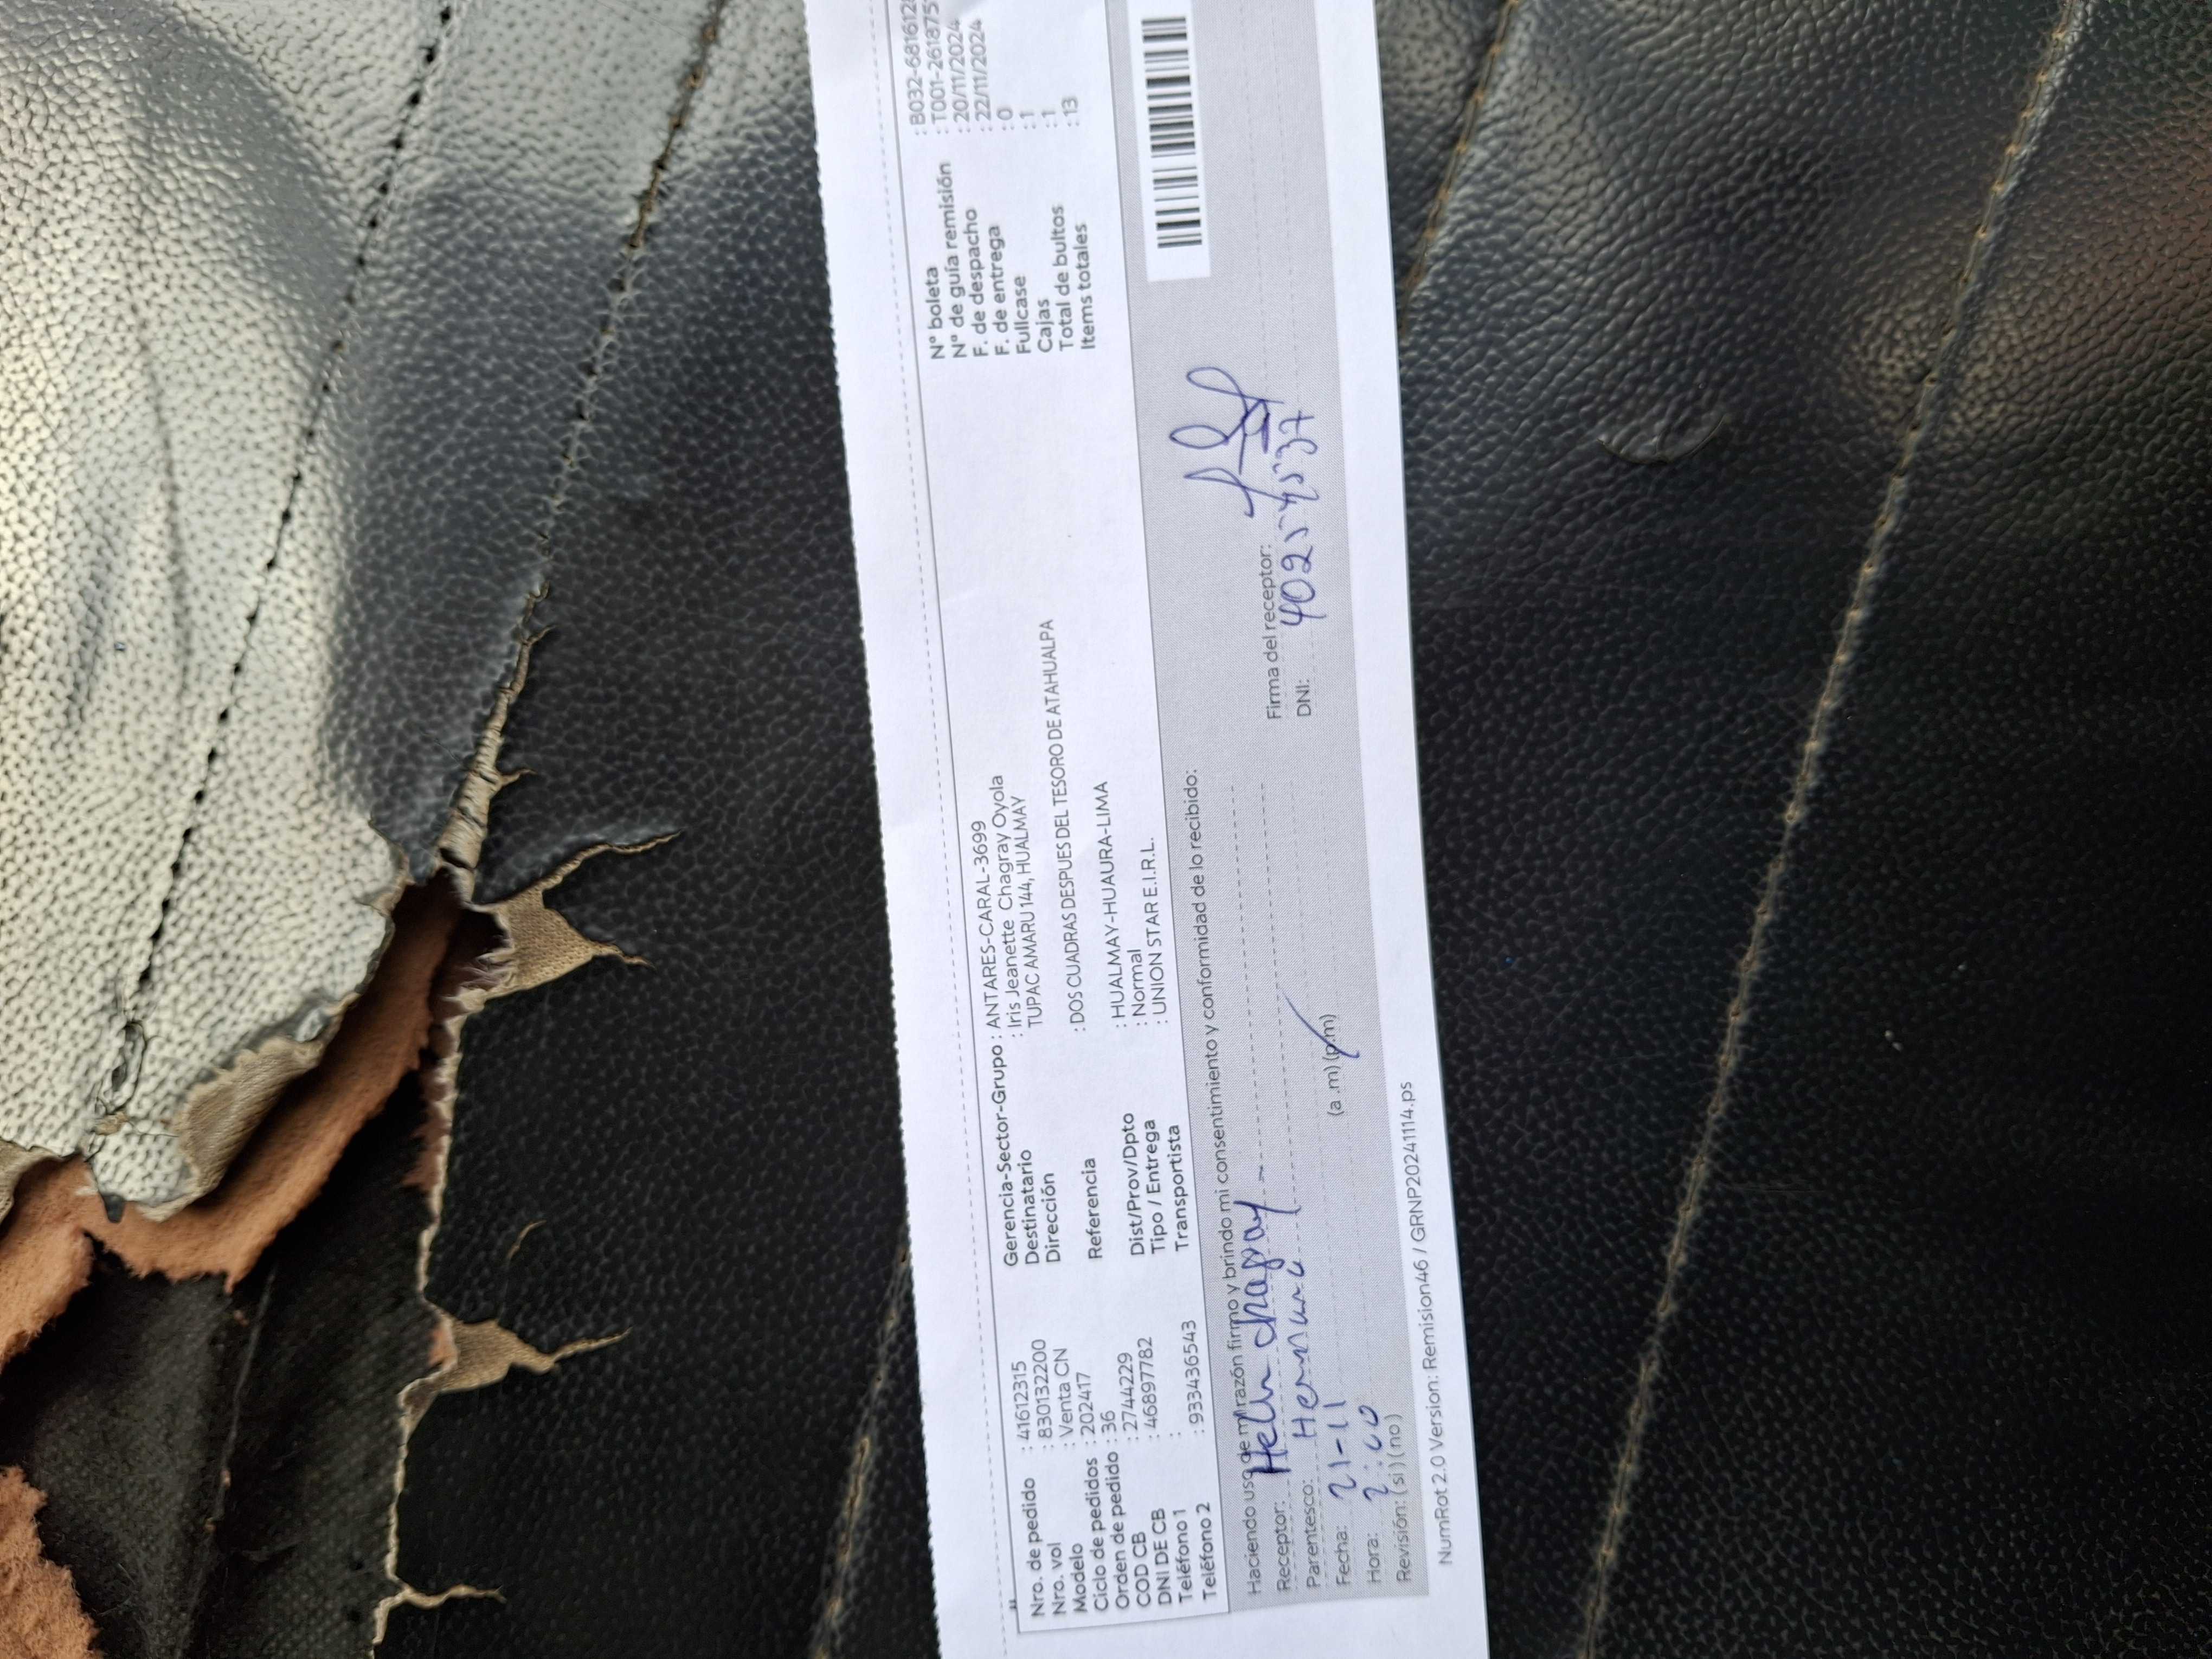 Nro. de pedido : 41612315
Nro. vol : 830132200
Modelo : Venta CN
Ciclo de pedidos : 202417
Orden de pedido : 36
COD CB : 2744229
DNI DE CB : 46897782
Teléfono 1 :
Teléfono 2 : 933436543
Gerencia-Sector-Grupo : ANTARES-CARAL-3699
Destinatario : Iris Jeanette Chagray Oyola
Dirección TUPAC AMARU 144, HUALMAY
Referencia : DOS CUADRAS DESPUES DEL TESORO DE ATAHUALPA
Dist/Prov/Dpto : HUALMAY-HUAURA-LIMA
Tipo / Entrega : Normal
Transportista : UNION STAR E.I.R.L.
N° boleta : B032-681612
N° de guía remisión : T001-261875
F. de despacho : 20/11/2024
F. de entrega : 22/11/2024
Fullcase : 0
Cajas : 1
Total de bultos : 1
Items totales : 13
Haciendo uso de mi razón firmo y brindo mi consentimiento y conformidad de lo recibido:
Receptor: chagray
Parentesco: Hermana
Fecha: 21-11
Hora: 2:00 (a .m) (p.m)
Revisión: ( si ) ( no )
Firma del receptor:
DNI:
NumRot 2.0 Version: Remision46 / GRNP20241114.ps